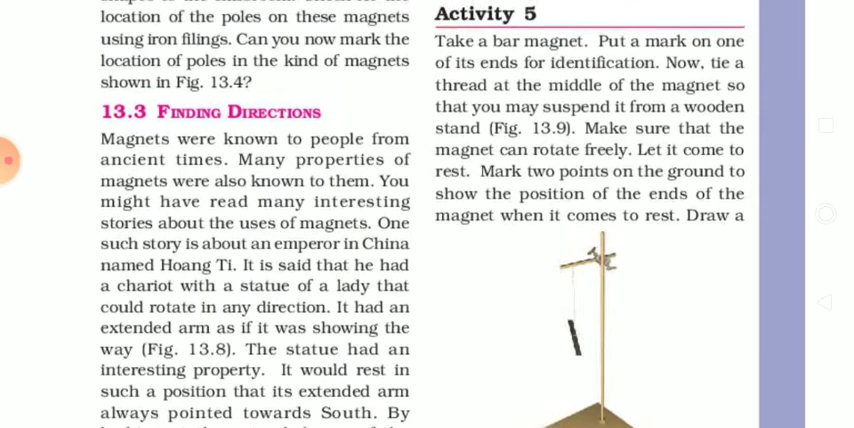 location of the poles on these magnets
using iron filings. Can you now mark the
location of poles in the kind of magnets
shown in Fig. 13.4?
13.3 FINDING DIRECTIONS
Magnets were known to people from
ancient times. Many properties of
magnets were also known to them. You
might have read many interesting
stories about the uses of magnets. One
such story is about an emperor in China
named Hoang Ti. It is said that he had
a chariot with a statue of a lady that
could rotate in any direction. It had an
extended arm as if it was showing the
way (Fig. 13.8). The statue had an
interesting property. It would rest in
such a position that its extended arm
always pointed towards South. By
Activity 5
Take a bar magnet. Put a mark on one
of its ends for identification. Now, tie a
thread at the middle of the magnet so
that you may suspend it from a wooden
stand (Fig. 13.9). Make sure that the
magnet can rotate freely. Let it come to
rest. Mark two points on the ground to
show the position of the ends of the
magnet when it comes to rest. Draw a